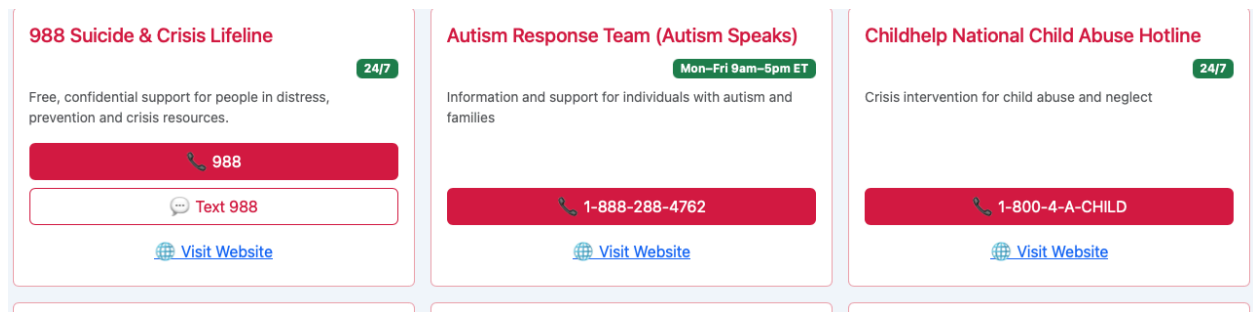 988 Suicide & Crisis Lifeline
24/7
Free, confidential support for people in distress,
prevention and crisis resources.
988
Text 988
Visit Website
Autism Response Team (Autism Speaks)
Mon–Fri 9am–5pm ET
Information and support for individuals with autism and
families
1-888-288-4762
Visit Website
Childhelp National Child Abuse Hotline
24/7
Crisis intervention for child abuse and neglect
1-800-4-A-CHILD
Visit Website